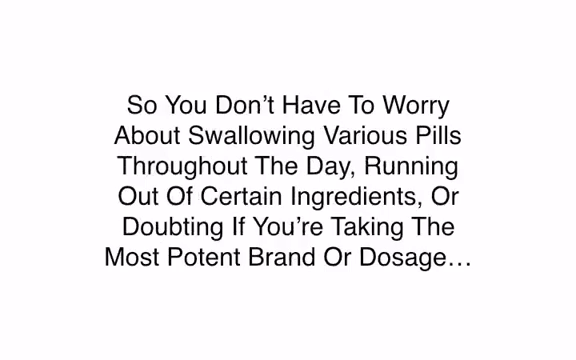 So You Don’t Have To Worry
About Swallowing Various Pills
Throughout The Day, Running
Out Of Certain Ingredients, Or
Doubting If You’re Taking The
Most Potent Brand Or Dosage…